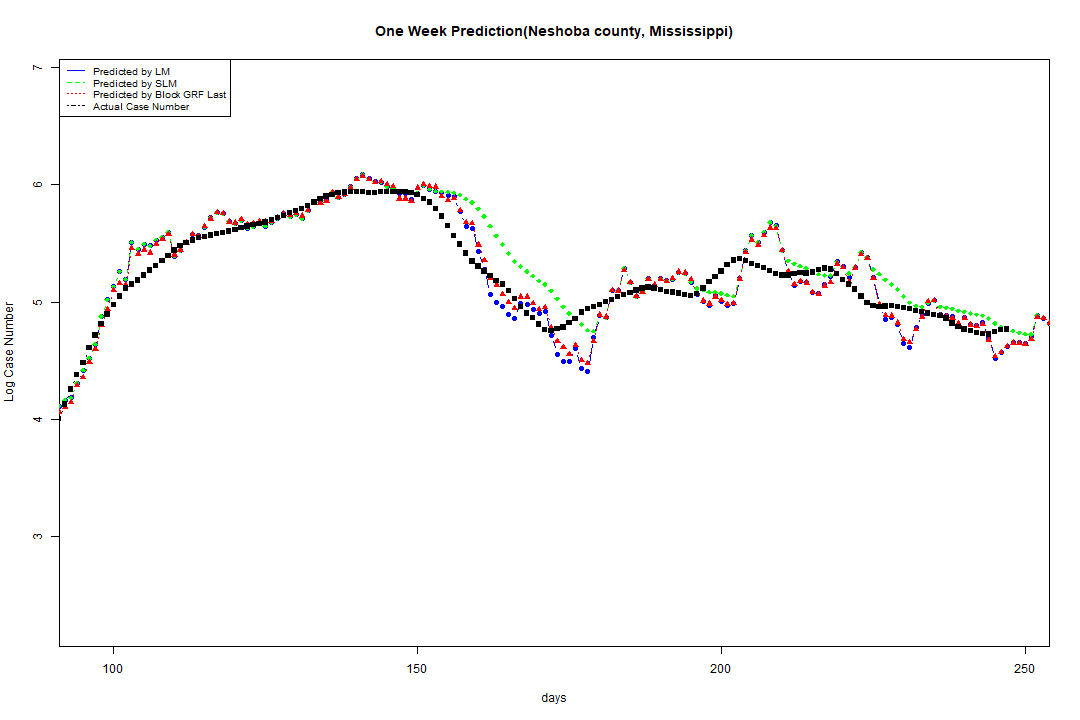 One Week Prediction(Neshoba county, Mississippi)
Predicted by LM
Predicted by SLM
Predicted by Block GRF Last
Actual Case Number
7
6
5
4
3
Log Case Number
100 150 200 250
days